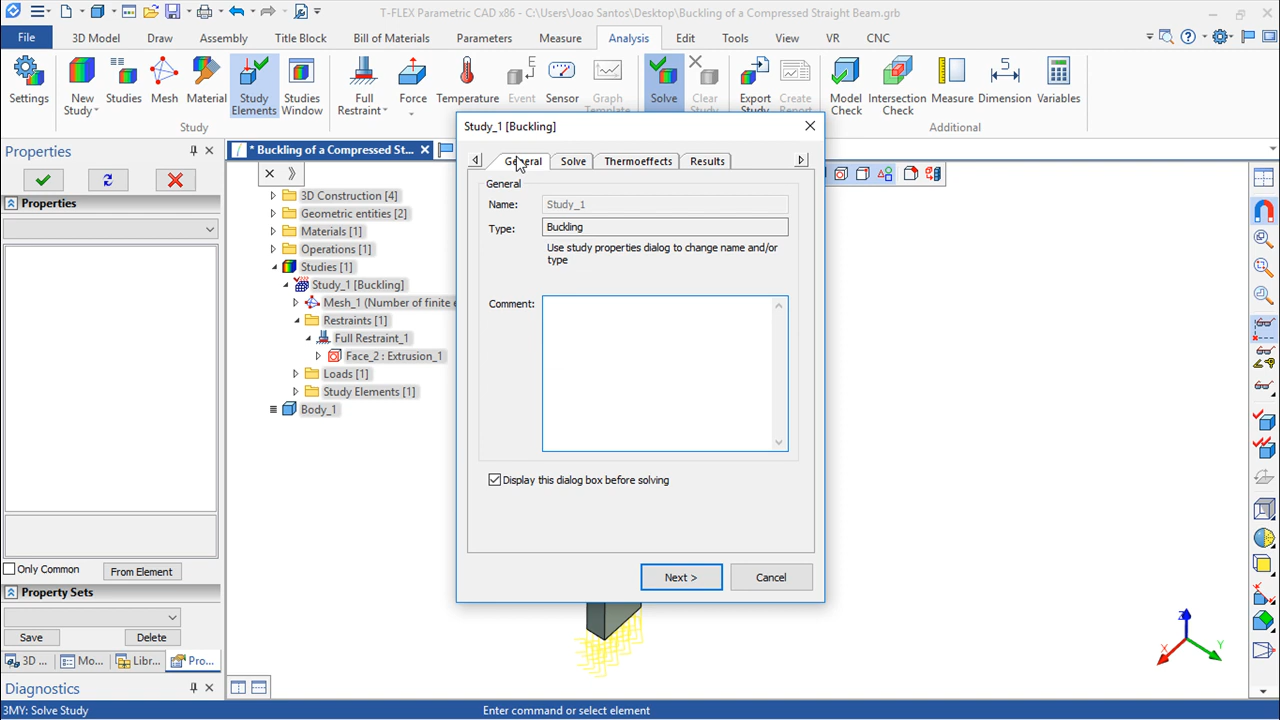 T-FLEX Parametric CAD x86 - C:\Users\Joao Santos\Desktop\Buckling of a Compressed Straight Beam.grb
File
3D Model
Draw
Assembly
Title Block
Bill of Materials
Parameters
Measure
Analysis
Edit
Tools
View
VR
CNC
Settings
New Study
Studies
Mesh
Material
Study Elements
Studies Window
Full Restraint
Force
Temperature
Event
Sensor
Graph
Solve
Clear
Export
Create
Model Check
Intersection Check
Measure
Dimension
Variables
Study
Additional
Properties
* Buckling of a Compressed St...
Study_1 [Buckling]
General
Solve
Thermoeffects
Results
Properties
3D Construction [4]
Geometric entities [2]
Materials [1]
Operations [1]
Studies [1]
Study_1 [Buckling]
Mesh_1 (Number of finite e
Restraints [1]
Full Restraint_1
Face_2 : Extrusion_1
Loads [1]
Study Elements [1]
Body_1
General
Name:
Study_1
Type:
Buckling
Use study properties dialog to change name and/or
type
Comment:
Display this dialog box before solving
Next >
Cancel
Only Common
From Element
Property Sets
Save
Delete
3D ...
Mo...
Libr...
Pro...
Diagnostics
X
Y
Z
3MY: Solve Study
Enter command or select element